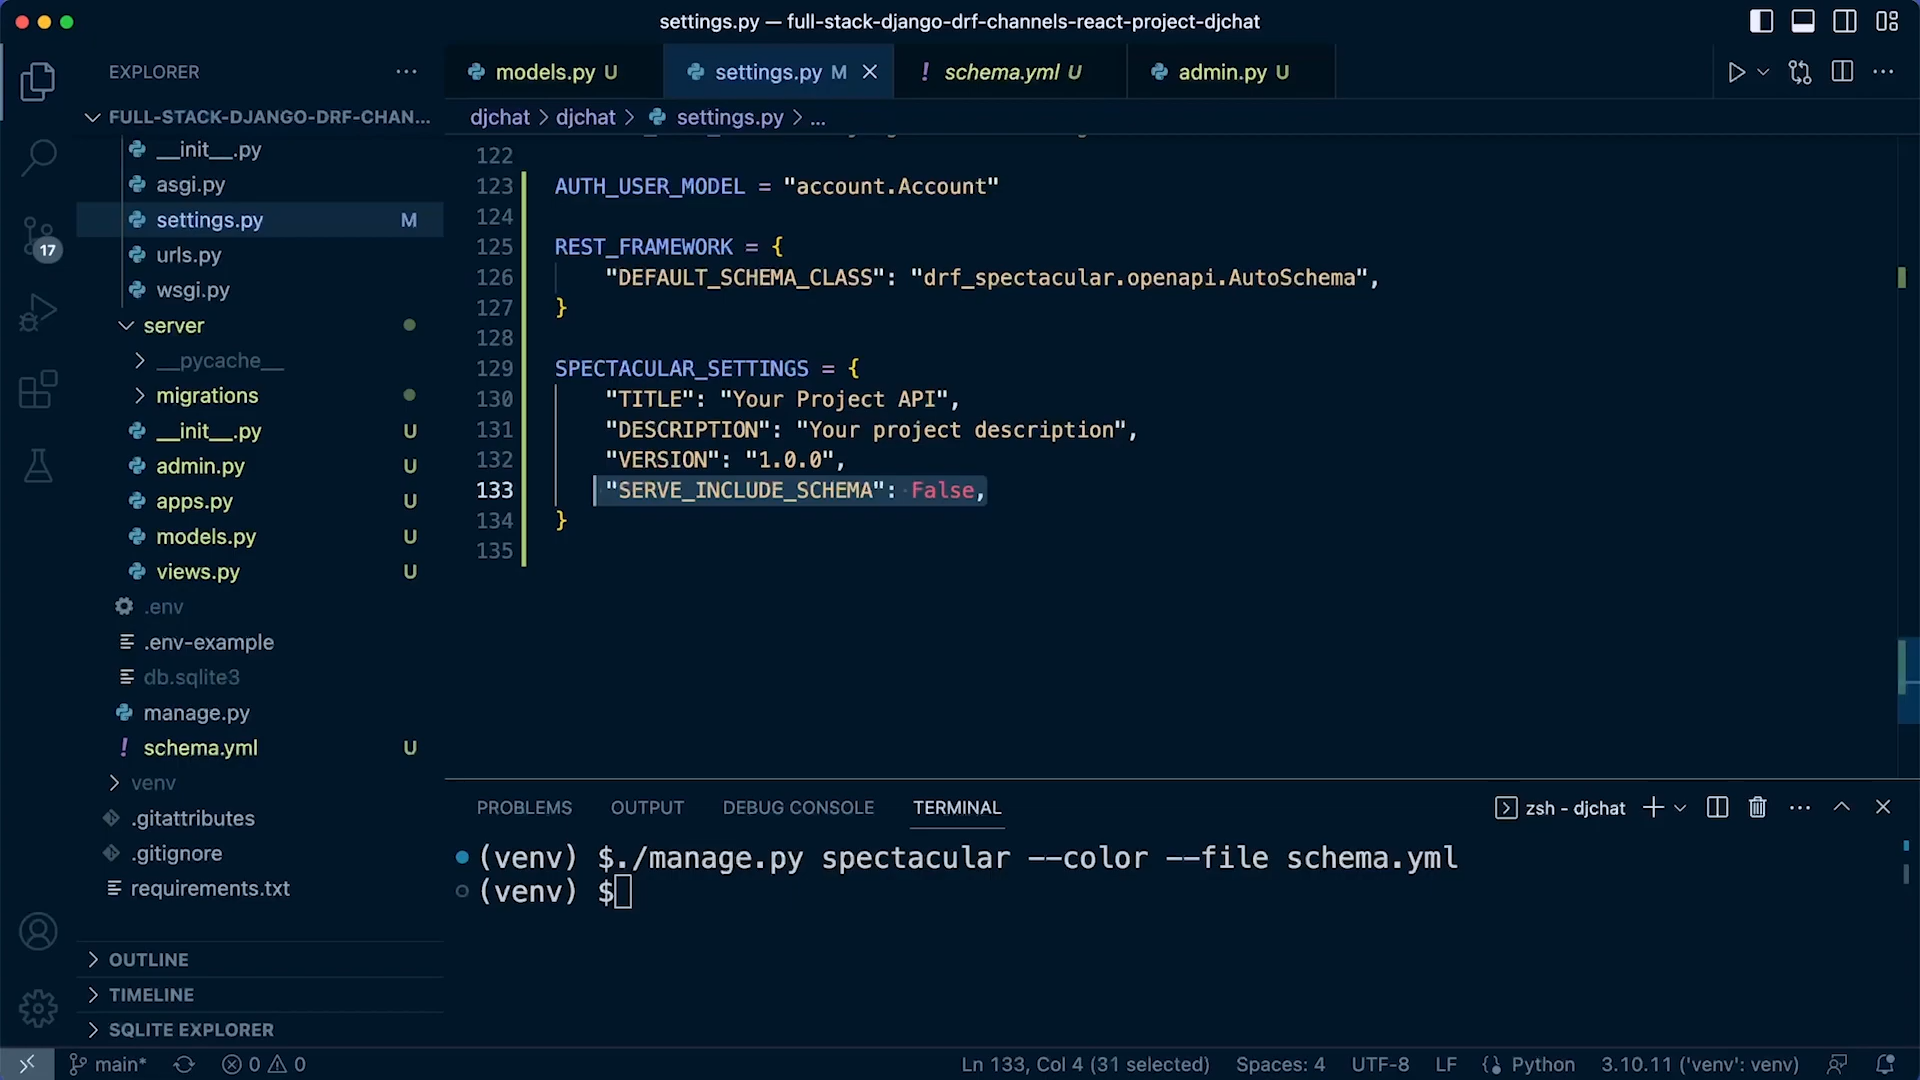 settings.py — full-stack-django-drf-channels-react-project-djchat
EXPLORER
FULL-STACK-DJANGO-DRF-CHAN...
__init__.py
asgi.py
settings.py M
urls.py
wsgi.py
server
__pycache__
migrations
__init__.py U
admin.py U
apps.py U
models.py U
views.py U
.env
.env-example
db.sqlite3
manage.py
schema.yml U
venv
.gitattributes
.gitignore
requirements.txt
OUTLINE
TIMELINE
SQLITE EXPLORER
17
models.py U settings.py M ! schema.yml U admin.py U
djchat > djchat > settings.py > ...
122
123 AUTH_USER_MODEL = "account.Account"
124
125 REST_FRAMEWORK = {
126 "DEFAULT_SCHEMA_CLASS": "drf_spectacular.openapi.AutoSchema",
127 }
128
129 SPECTACULAR_SETTINGS = {
130 "TITLE": "Your Project API",
131 "DESCRIPTION": "Your project description",
132 "VERSION": "1.0.0",
133 "SERVE_INCLUDE_SCHEMA": False,
134 }
135
PROBLEMS OUTPUT DEBUG CONSOLE TERMINAL zsh - djchat
(venv) $./manage.py spectacular --color --file schema.yml
(venv) $
main* 0 0 Ln 133, Col 4 (31 selected) Spaces: 4 UTF-8 LF Python 3.10.11 ('venv': venv)